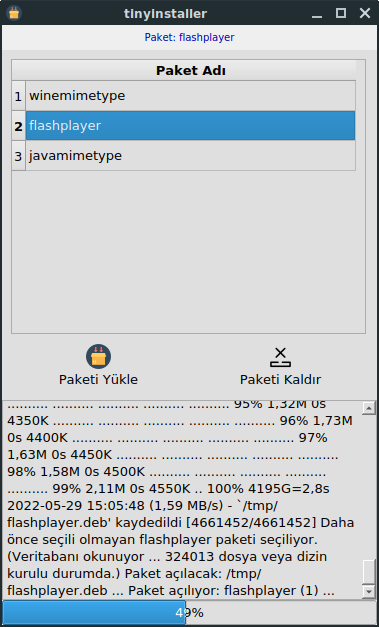 tinyinstaller
Paket: flashplayer
Paket Adı
1 winemimetype
2 flashplayer
3 javamimetype
Paketi Yükle
Paketi Kaldır
.......... .......... .......... .......... .......... 95% 1,32M 0s
4350K .......... .......... .......... .......... .......... 96% 1,73M
0s 4400K .......... .......... .......... .......... .......... 97%
1,63M 0s 4450K .......... .......... .......... .......... ..........
98% 1,58M 0s 4500K .......... .......... .......... ..........
.......... 99% 2,11M 0s 4550K .. 100% 4195G=2,8s
2022-05-29 15:05:48 (1,59 MB/s) - `/tmp/
flashplayer.deb' kaydedildi [4661452/4661452] Daha
önce seçili olmayan flashplayer paketi seçiliyor.
(Veritabanı okunuyor ... 324013 dosya veya dizin
kurulu durumda.) Paket açılacak: /tmp/
flashplayer.deb ... Paket açılıyor: flashplayer (1) ...
49%